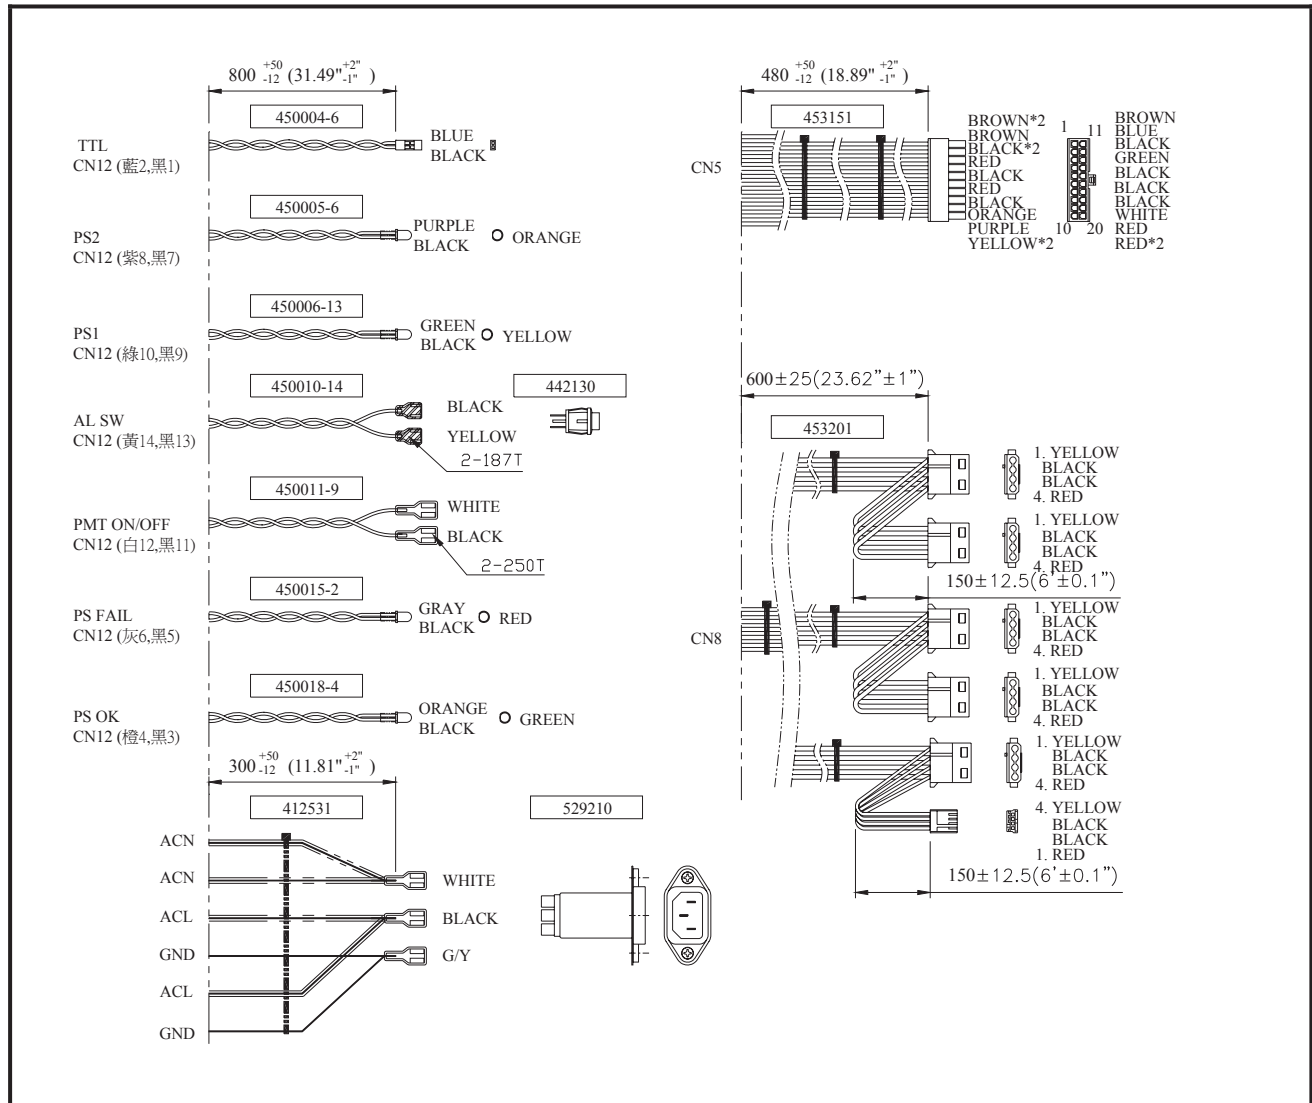 800 +50 -12 (31.49" +2" -1" )
450004-6
TTL
CN12 (藍2,黑1)
BLUE
BLACK
450005-6
PS2
CN12 (紫8,黑7)
PURPLE
BLACK
ORANGE
450006-13
PS1
CN12 (綠10,黑9)
GREEN
BLACK
YELLOW
450010-14
442130
AL SW
CN12 (黃14,黑13)
BLACK
YELLOW
2-187T
450011-9
PMT ON/OFF
CN12 (白12,黑11)
WHITE
BLACK
2-250T
450015-2
PS FAIL
CN12 (灰6,黑5)
GRAY
BLACK
RED
450018-4
PS OK
CN12 (橙4,黑3)
ORANGE
BLACK
GREEN
300 +50 -12 (11.81" +2" -1" )
412531
529210
ACN
ACN
ACL
GND
ACL
GND
WHITE
BLACK
G/Y
480 +50 -12 (18.89" +2" -1" )
453151
CN5
BROWN*2
BROWN
BLACK*2
RED
BLACK
RED
BLACK
ORANGE
PURPLE
YELLOW*2
1 11
10 20
BROWN
BLUE
BLACK
GREEN
BLACK
BLACK
BLACK
WHITE
RED
RED*2
600±25(23.62"±1")
453201
1. YELLOW
BLACK
BLACK
4. RED
1. YELLOW
BLACK
BLACK
4. RED
150±12.5(6'±0.1")
CN8
1. YELLOW
BLACK
BLACK
4. RED
1. YELLOW
BLACK
BLACK
4. RED
1. YELLOW
BLACK
BLACK
4. RED
4. YELLOW
BLACK
BLACK
1. RED
150±12.5(6'±0.1")